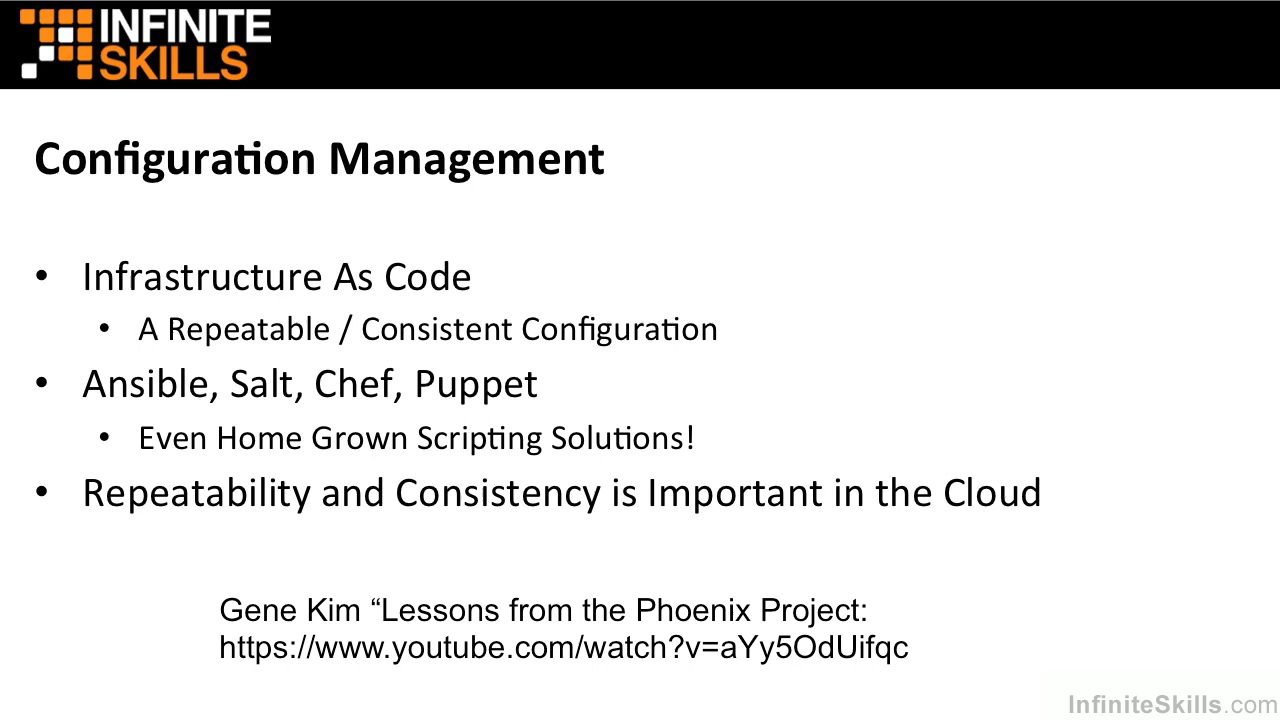 INFINITE
SKILLS
Configuration Management
• Infrastructure As Code
• A Repeatable / Consistent Configuration
• Ansible, Salt, Chef, Puppet
• Even Home Grown Scripting Solutions!
• Repeatability and Consistency is Important in the Cloud
Gene Kim “Lessons from the Phoenix Project:
https://www.youtube.com/watch?v=aYy5OdUifqc
InfiniteSkills.com